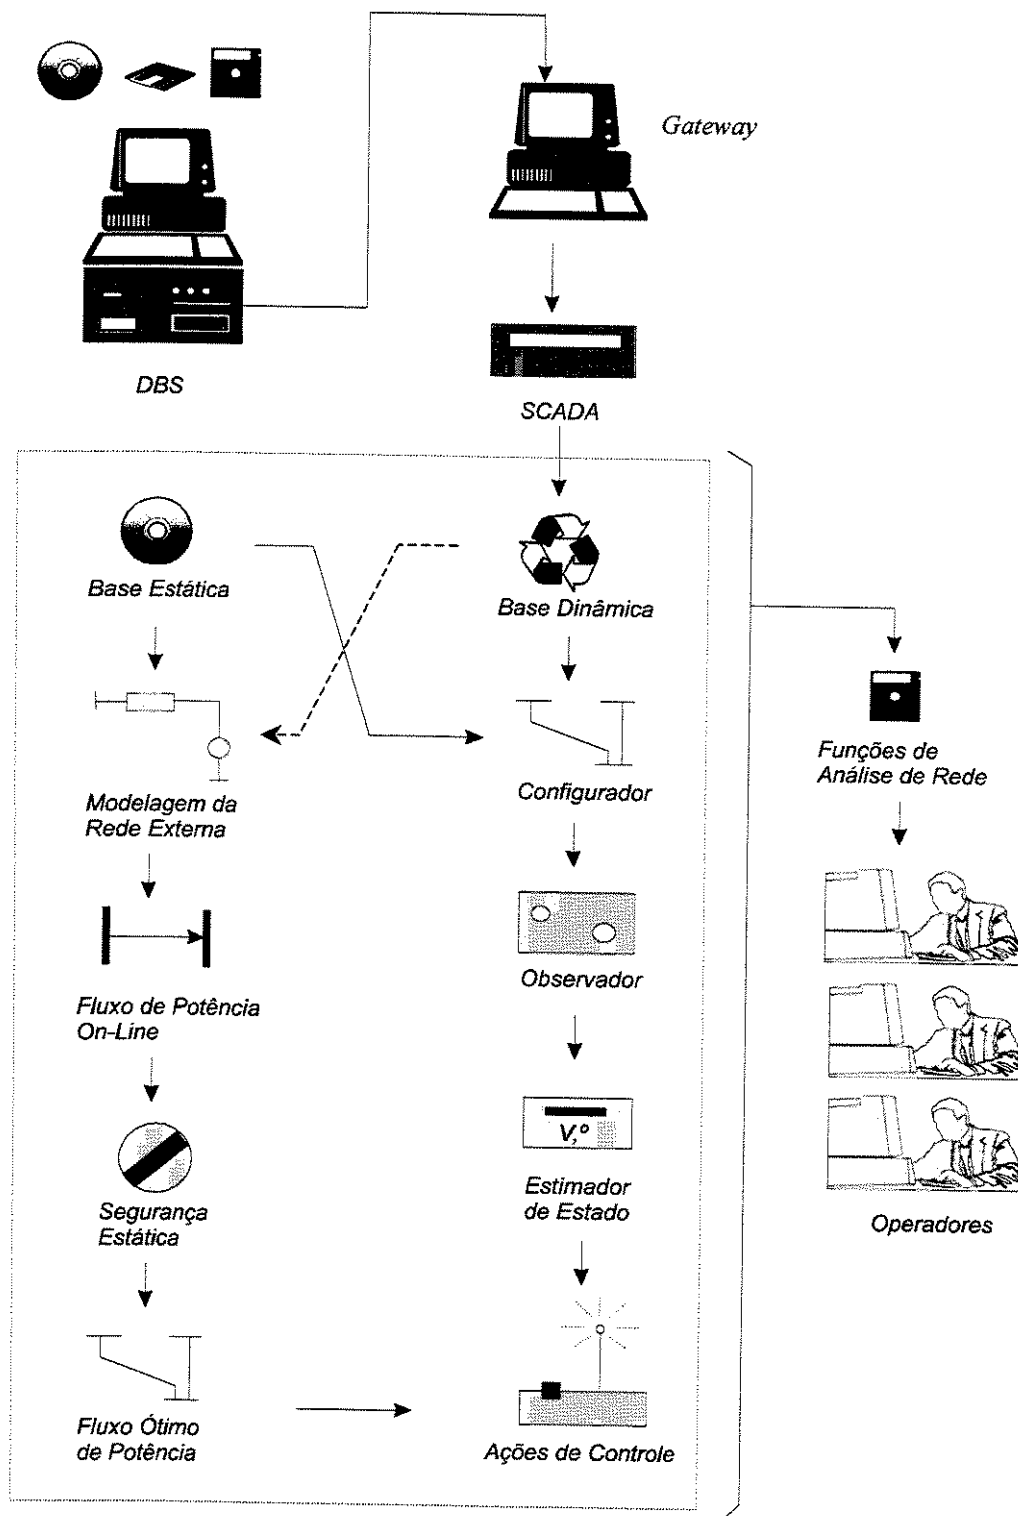 Gateway
DBS
SCADA
Base Estática
Base Dinâmica
Modelagem da
Rede Externa
Configurador
Funções de
Análise de Rede
Fluxo de Potência
On-Line
Observador
V,º
Segurança
Estática
Estimador
de Estado
Operadores
Fluxo Ótimo
de Potência
Ações de Controle